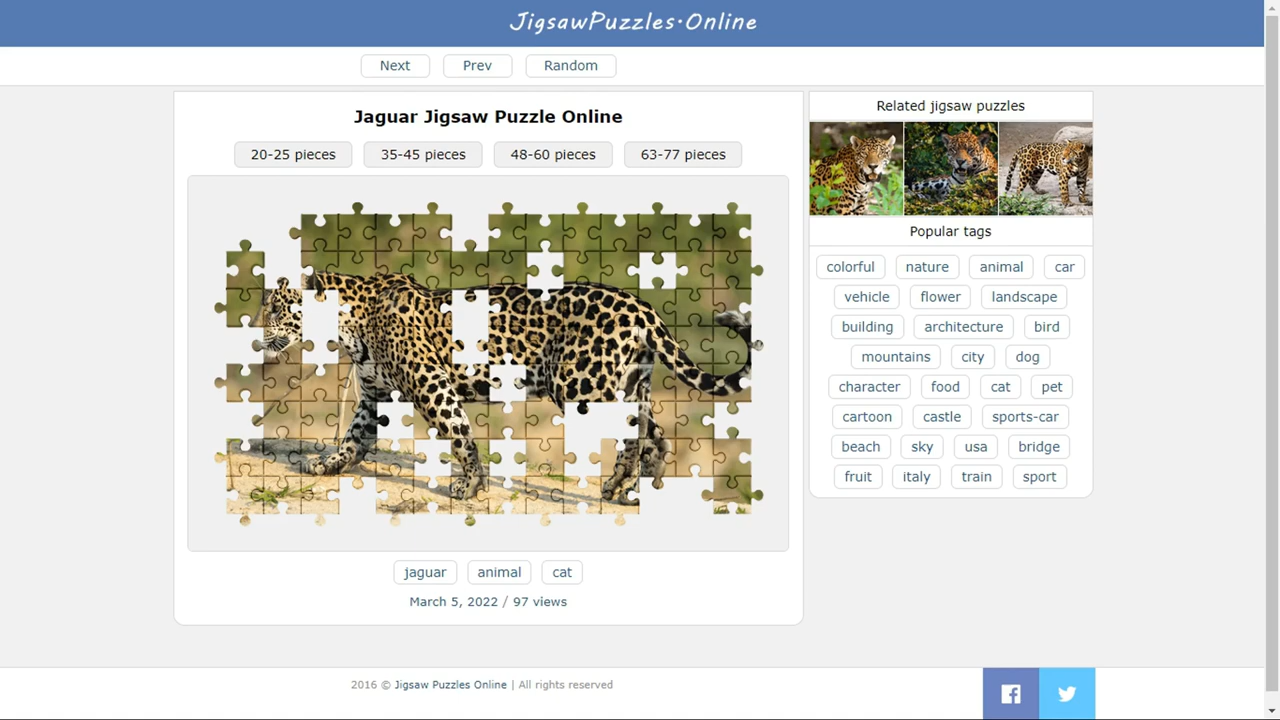 JigsawPuzzles·Online
Next Prev Random
Jaguar Jigsaw Puzzle Online
20-25 pieces 35-45 pieces 48-60 pieces 63-77 pieces
jaguar animal cat
March 5, 2022 / 97 views
Related jigsaw puzzles
Popular tags
colorful nature animal car
vehicle flower landscape
building architecture bird
mountains city dog
character food cat pet
cartoon castle sports-car
beach sky usa bridge
fruit italy train sport
2016 © Jigsaw Puzzles Online | All rights reserved